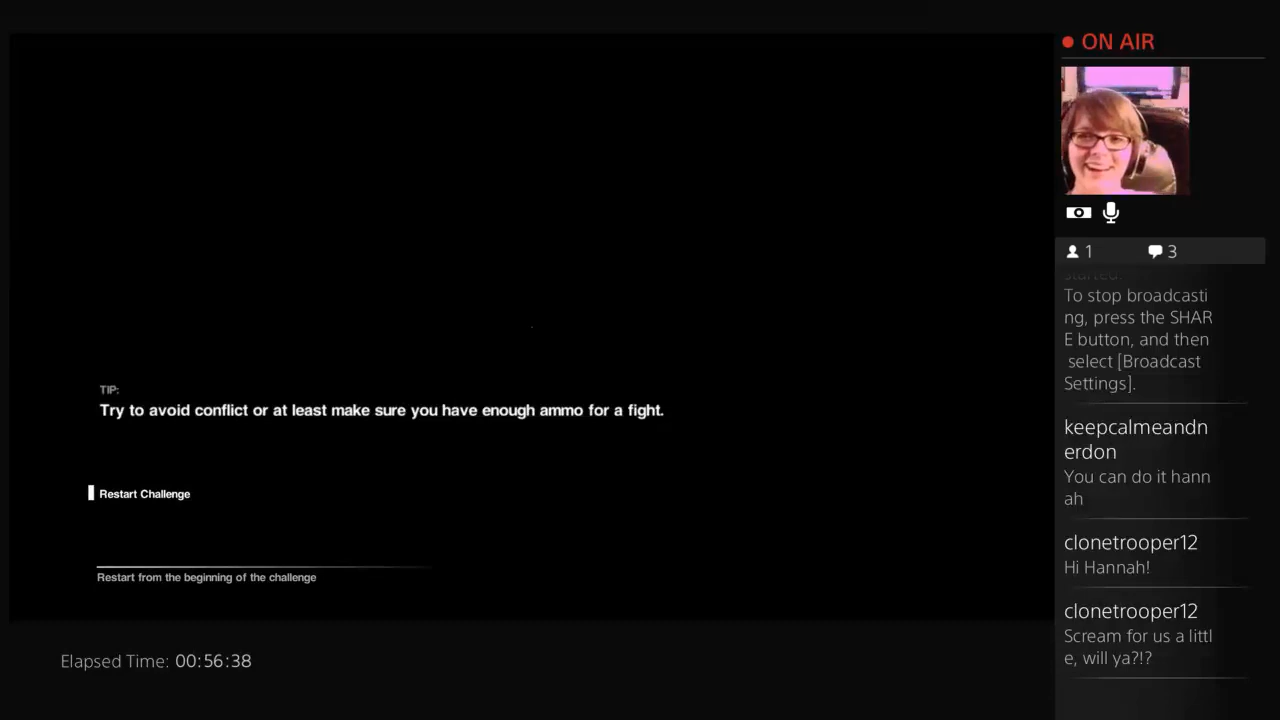 ON AIR
1 3
started.
To stop broadcasti
ng, press the SHAR
E button, and then
select [Broadcast
Settings].
keepcalmeandn
erdon
You can do it hann
ah
clonetrooper12
Hi Hannah!
clonetrooper12
Scream for us a littl
e, will ya?!?
TIP:
Try to avoid conflict or at least make sure you have enough ammo for a fight.
Restart Challenge
Restart from the beginning of the challenge
Elapsed Time: 00:56:38